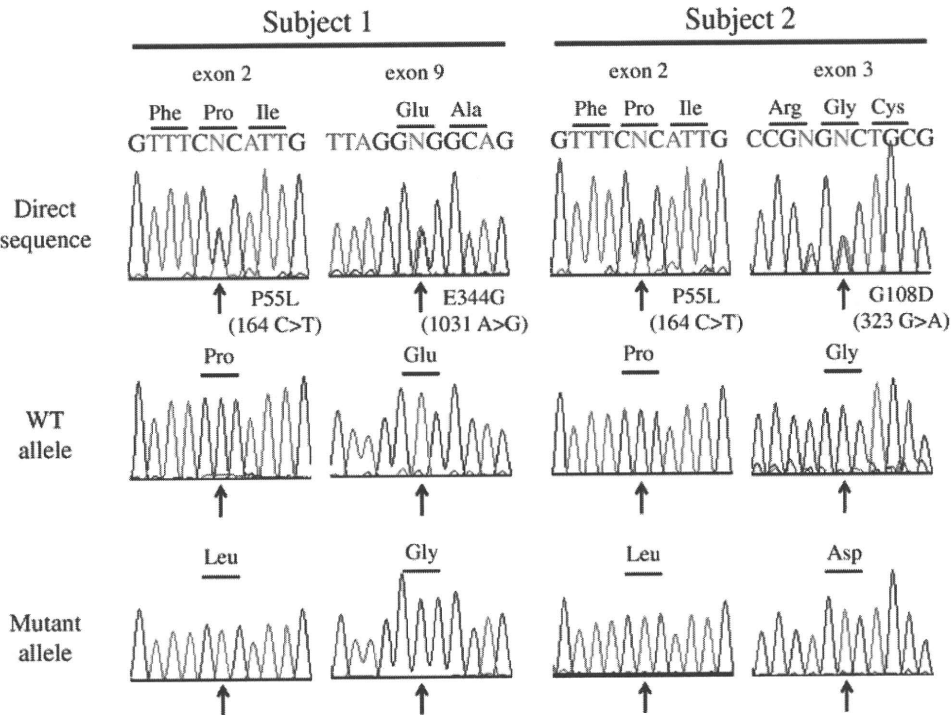 Subject 1
Subject 2
exon 2
exon 9
exon 2
exon 3
Phe Pro Ile
Glu Ala
Phe Pro Ile
Arg Gly Cys
GTTTCNCATTG
TTAGGNGGCAG
GTTTCNCATTG
CCGNGNCTGCG
Direct
sequence
P55L
(164 C>T)
E344G
(1031 A>G)
P55L
(164 C>T)
G108D
(323 G>A)
Pro
Glu
Pro
Gly
WT
allele
Leu
Gly
Leu
Asp
Mutant
allele